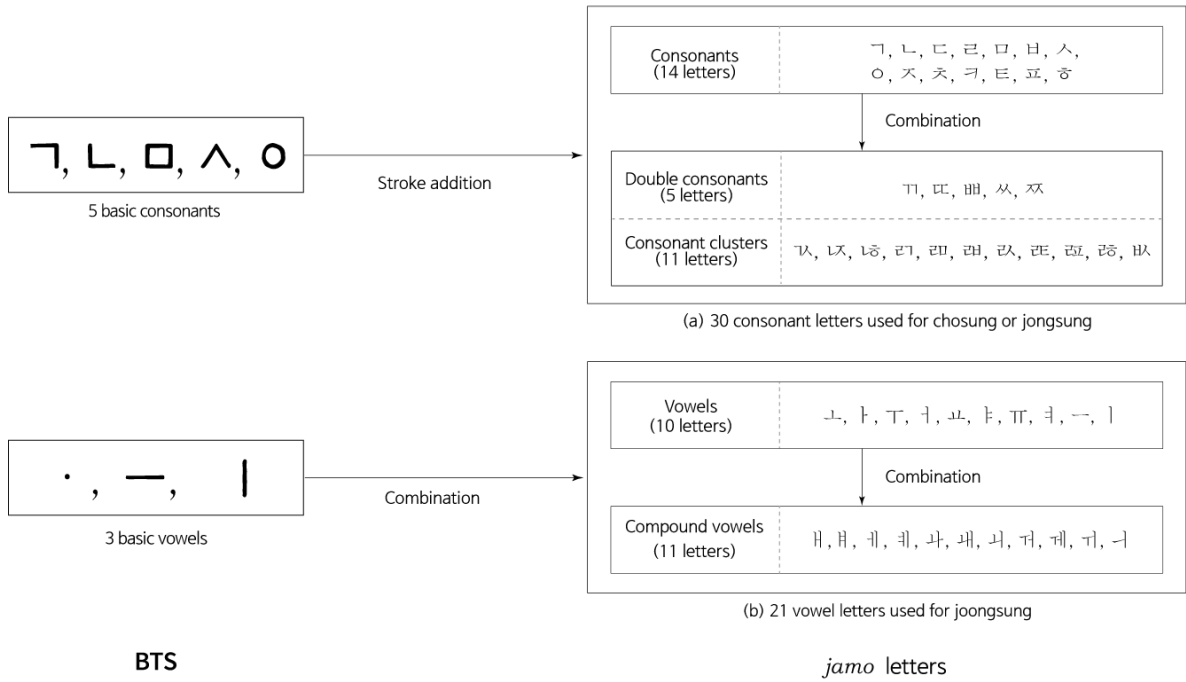 ㄱ, ㄴ, ㅁ, ㅅ, ㅇ
5 basic consonants
Stroke addition
Consonants
(14 letters)
ㄱ, ㄴ, ㄷ, ㄹ, ㅁ, ㅂ, ㅅ,
ㅇ, ㅈ, ㅊ, ㅋ, ㅌ, ㅍ, ㅎ
Combination
Double consonants
(5 letters)
ㄲ, ㄸ, ㅃ, ㅆ, ㅉ
Consonant clusters
(11 letters)
ㄳ, ㄵ, ㄶ, ㄺ, ㄻ, ㄼ, ㄽ, ㄾ, ㄿ, ㅀ, ㅄ
(a) 30 consonant letters used for chosung or jongsung
·, ㅡ, ㅣ
3 basic vowels
Combination
Vowels
(10 letters)
ㅗ, ㅏ, ㅜ, ㅓ, ㅛ, ㅑ, ㅠ, ㅕ, ㅡ, ㅣ
Combination
Compound vowels
(11 letters)
ㅐ, ㅒ, ㅔ, ㅖ, ㅘ, ㅙ, ㅚ, ㅝ, ㅞ, ㅟ, ㅢ
(b) 21 vowel letters used for joongsung
BTS
jamo letters